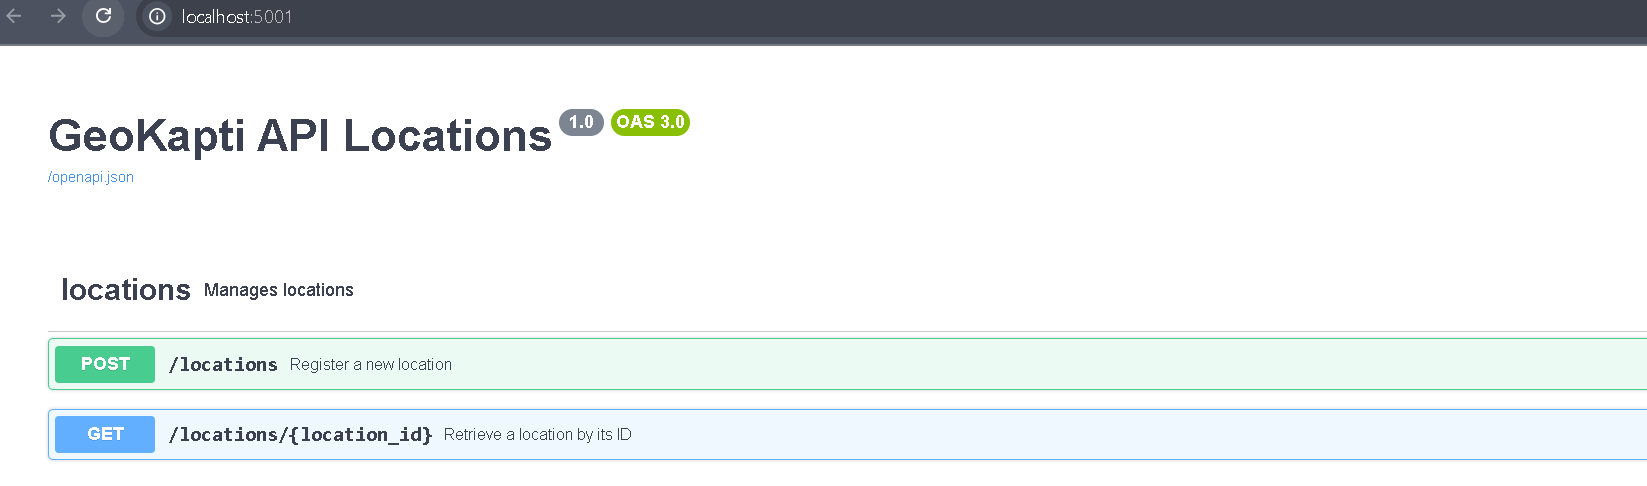 localhost:5001
GeoKapti API Locations 1.0 OAS 3.0
/openapi.json
locations Manages locations
POST /locations Register a new location
GET /locations/{location_id} Retrieve a location by its ID